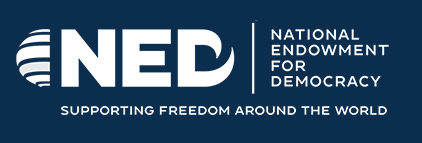 NED
NATIONAL
ENDOWMENT
FOR
DEMOCRACY
SUPPORTING FREEDOM AROUND THE WORLD